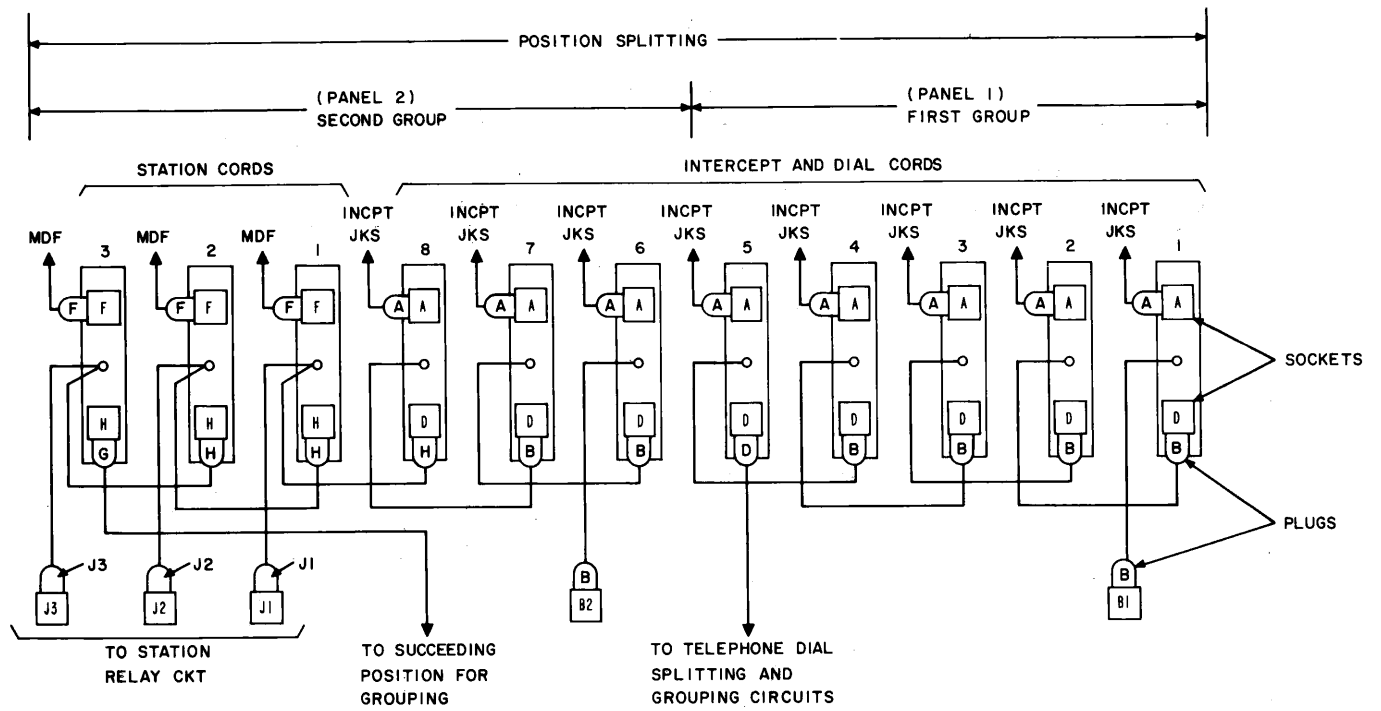 POSITION SPLITTING
(PANEL 2)
SECOND GROUP
(PANEL 1)
FIRST GROUP
STATION CORDS
INTERCEPT AND DIAL CORDS
MDF MDF MDF INCPT JKS INCPT JKS INCPT JKS INCPT JKS INCPT JKS INCPT JKS INCPT JKS INCPT JKS
3 2 1 8 7 6 5 4 3 2 1
F F F F F F A A A A A A A A A A A A A A A A
SOCKETS
H H H D D D D D D D D
G H H H B B D B B B B
PLUGS
J3 J2 J1 B B
J3 J2 J1 B2 B1
TO STATION
RELAY CKT
TO SUCCEEDING
POSITION FOR
GROUPING
TO TELEPHONE DIAL
SPLITTING AND
GROUPING CIRCUITS